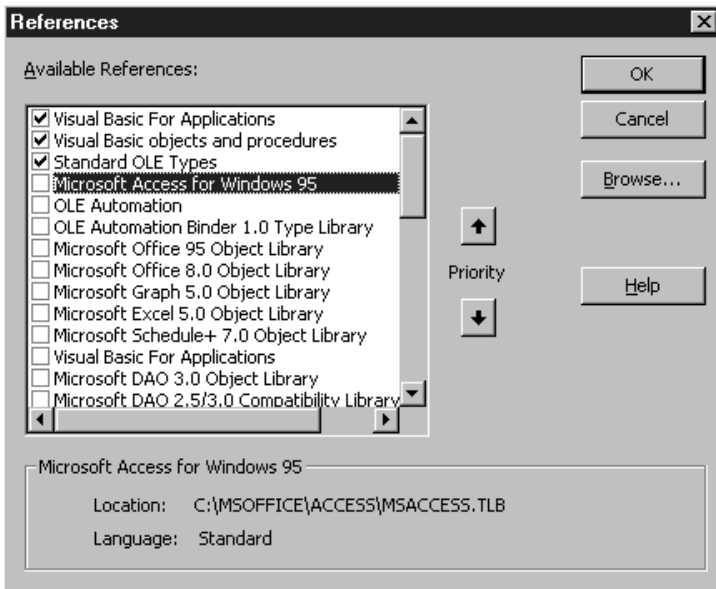 References
Available References:
Visual Basic For Applications
Visual Basic objects and procedures
Standard OLE Types
Microsoft Access for Windows 95
OLE Automation
OLE Automation Binder 1.0 Type Library
Microsoft Office 95 Object Library
Microsoft Office 8.0 Object Library
Microsoft Graph 5.0 Object Library
Microsoft Excel 5.0 Object Library
Microsoft Schedule+ 7.0 Object Library
Visual Basic For Applications
Microsoft DAO 3.0 Object Library
Microsoft DAO 2.5/3.0 Compatibility Library
Priority
OK
Cancel
Browse...
Help
Microsoft Access for Windows 95
Location: C:\MSOFFICE\ACCESS\MSACCESS.TLB
Language: Standard